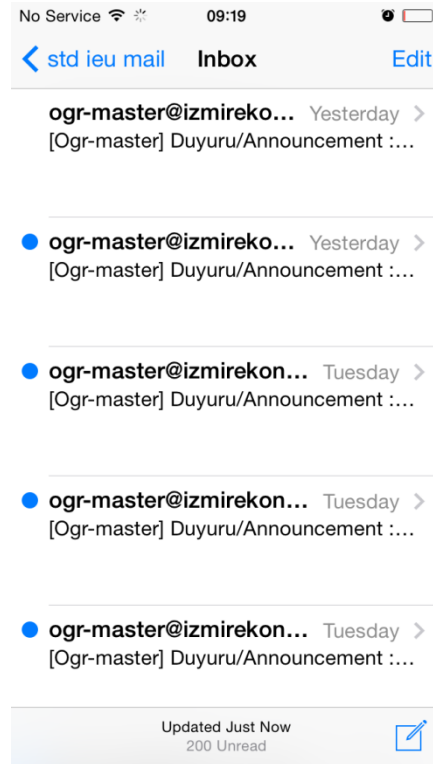 No Service 09:19
std ieu mail Inbox Edit
ogr-master@izmireko... Yesterday
[Ogr-master] Duyuru/Announcement :...
ogr-master@izmireko... Yesterday
[Ogr-master] Duyuru/Announcement :...
ogr-master@izmirekon... Tuesday
[Ogr-master] Duyuru/Announcement :...
ogr-master@izmirekon... Tuesday
[Ogr-master] Duyuru/Announcement :...
ogr-master@izmirekon... Tuesday
[Ogr-master] Duyuru/Announcement :...
Updated Just Now
200 Unread